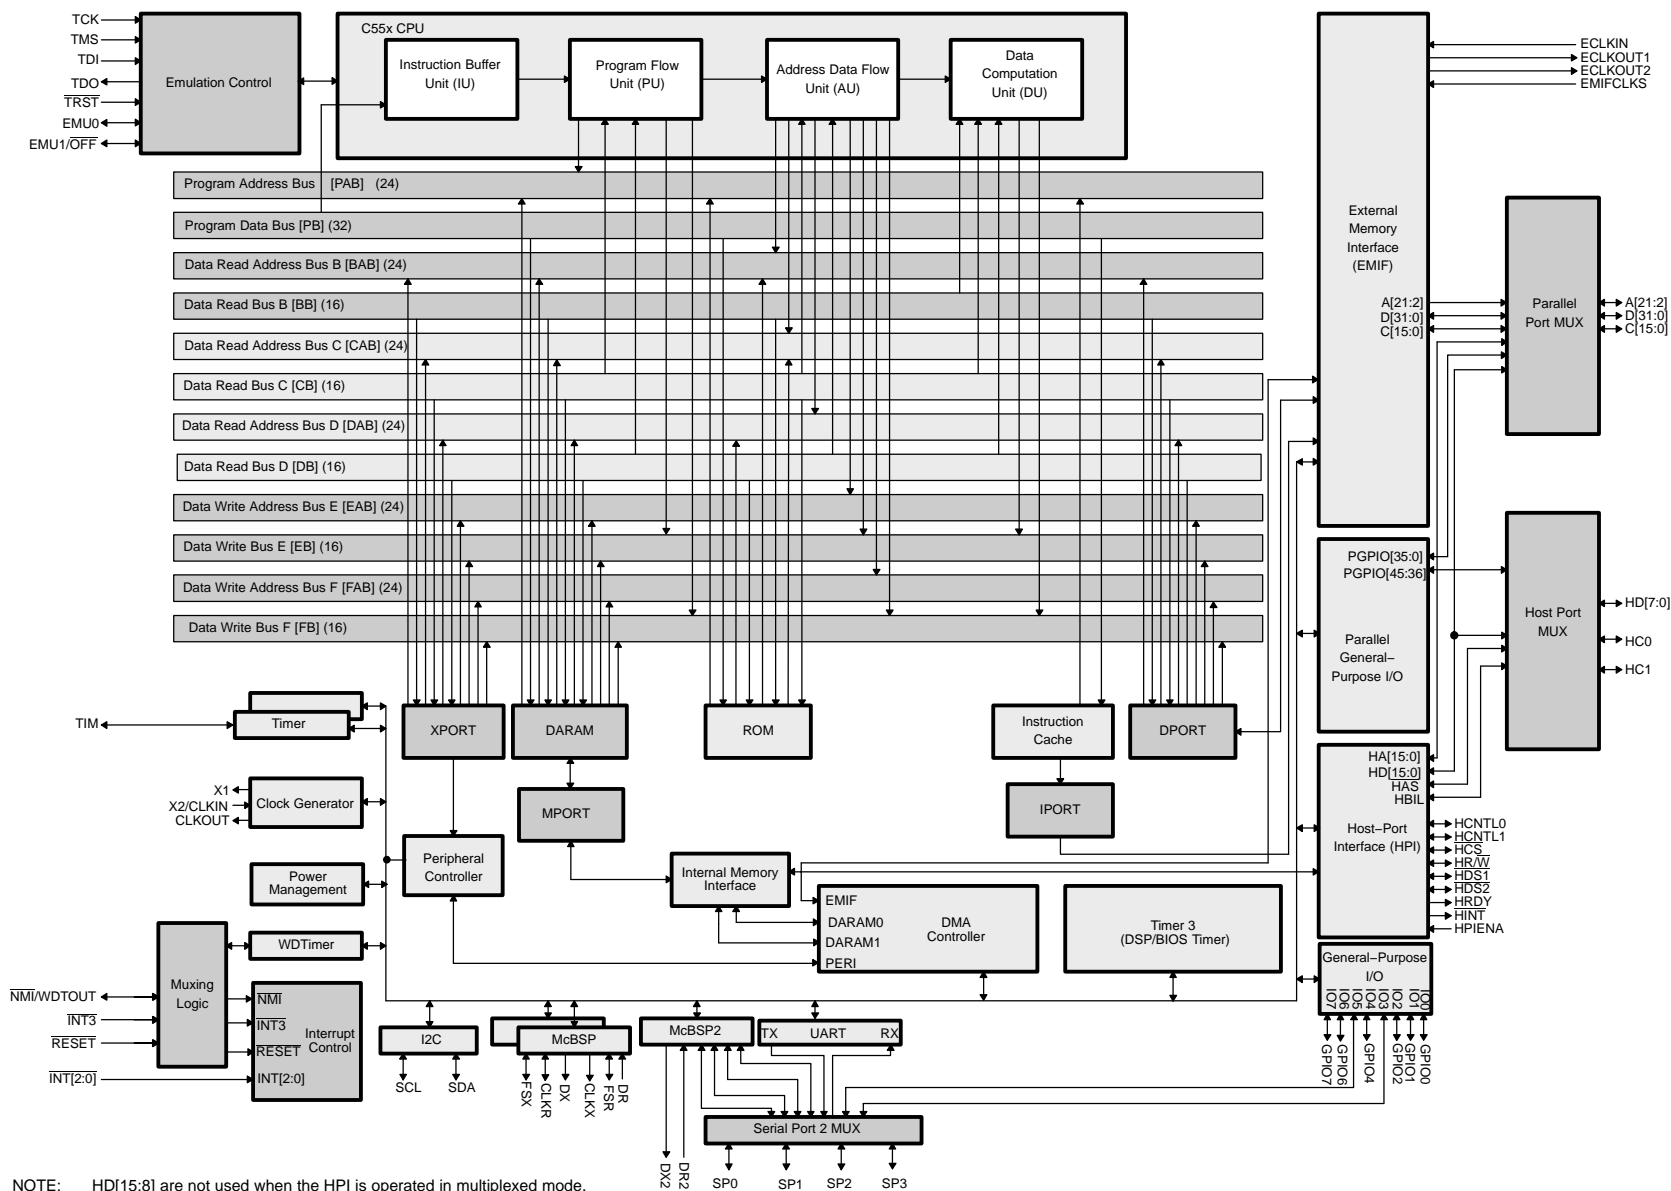 TCK
TMS
TDI
TDO
TRST
EMU0
EMU1/OFF
Emulation Control
C55x CPU
Instruction Buffer
Unit (IU)
Program Flow
Unit (PU)
Address Data Flow
Unit (AU)
Data
Computation
Unit (DU)
Program Address Bus [PAB] (24)
Program Data Bus [PB] (32)
Data Read Address Bus B [BAB] (24)
Data Read Bus B [BB] (16)
Data Read Address Bus C [CAB] (24)
Data Read Bus C [CB] (16)
Data Read Address Bus D [DAB] (24)
Data Read Bus D [DB] (16)
Data Write Address Bus E [EAB] (24)
Data Write Bus E [EB] (16)
Data Write Address Bus F [FAB] (24)
Data Write Bus F [FB] (16)
ECLKIN
ECLKOUT1
ECLKOUT2
EMIFCLKS
External
Memory
Interface
(EMIF)
A[21:2]
D[31:0]
C[15:0]
Parallel
Port MUX
A[21:2]
D[31:0]
C[15:0]
PGPIO[35:0]
PGPIO[45:36]
Parallel
General–
Purpose I/O
Host Port
MUX
HD[7:0]
HC0
HC1
TIM
Timer
XPORT
DARAM
ROM
Instruction
Cache
DPORT
X1
X2/CLKIN
CLKOUT
Clock Generator
MPORT
IPORT
HA[15:0]
HD[15:0]
HAS
HBIL
Host–Port
Interface (HPI)
HCNTL0
HCNTL1
HCS
HR/W
HDS1
HDS2
HRDY
HINT
HPIENA
Peripheral
Controller
Power
Management
Internal Memory
Interface
EMIF
DARAM0
DARAM1
PERI
DMA
Controller
Timer 3
(DSP/BIOS Timer)
WDTimer
Muxing
Logic
NMI/WDTOUT
INT3
RESET
INT[2:0]
NMI
INT3
RESET
INT[2:0]
Interrupt
Control
General–Purpose
I/O
IO7
IO6
IO5
IO4
IO3
IO2
IO1
IO0
GPIO7
GPIO6
GPIO4
GPIO2
GPIO1
GPIO0
I2C
SCL
SDA
McBSP
FSX
CLKR
DX
CLKX
FSR
DR
McBSP2
TX UART RX
DX2
DR2
Serial Port 2 MUX
SP0
SP1
SP2
SP3
NOTE: HD[15:8] are not used when the HPI is operated in multiplexed mode.